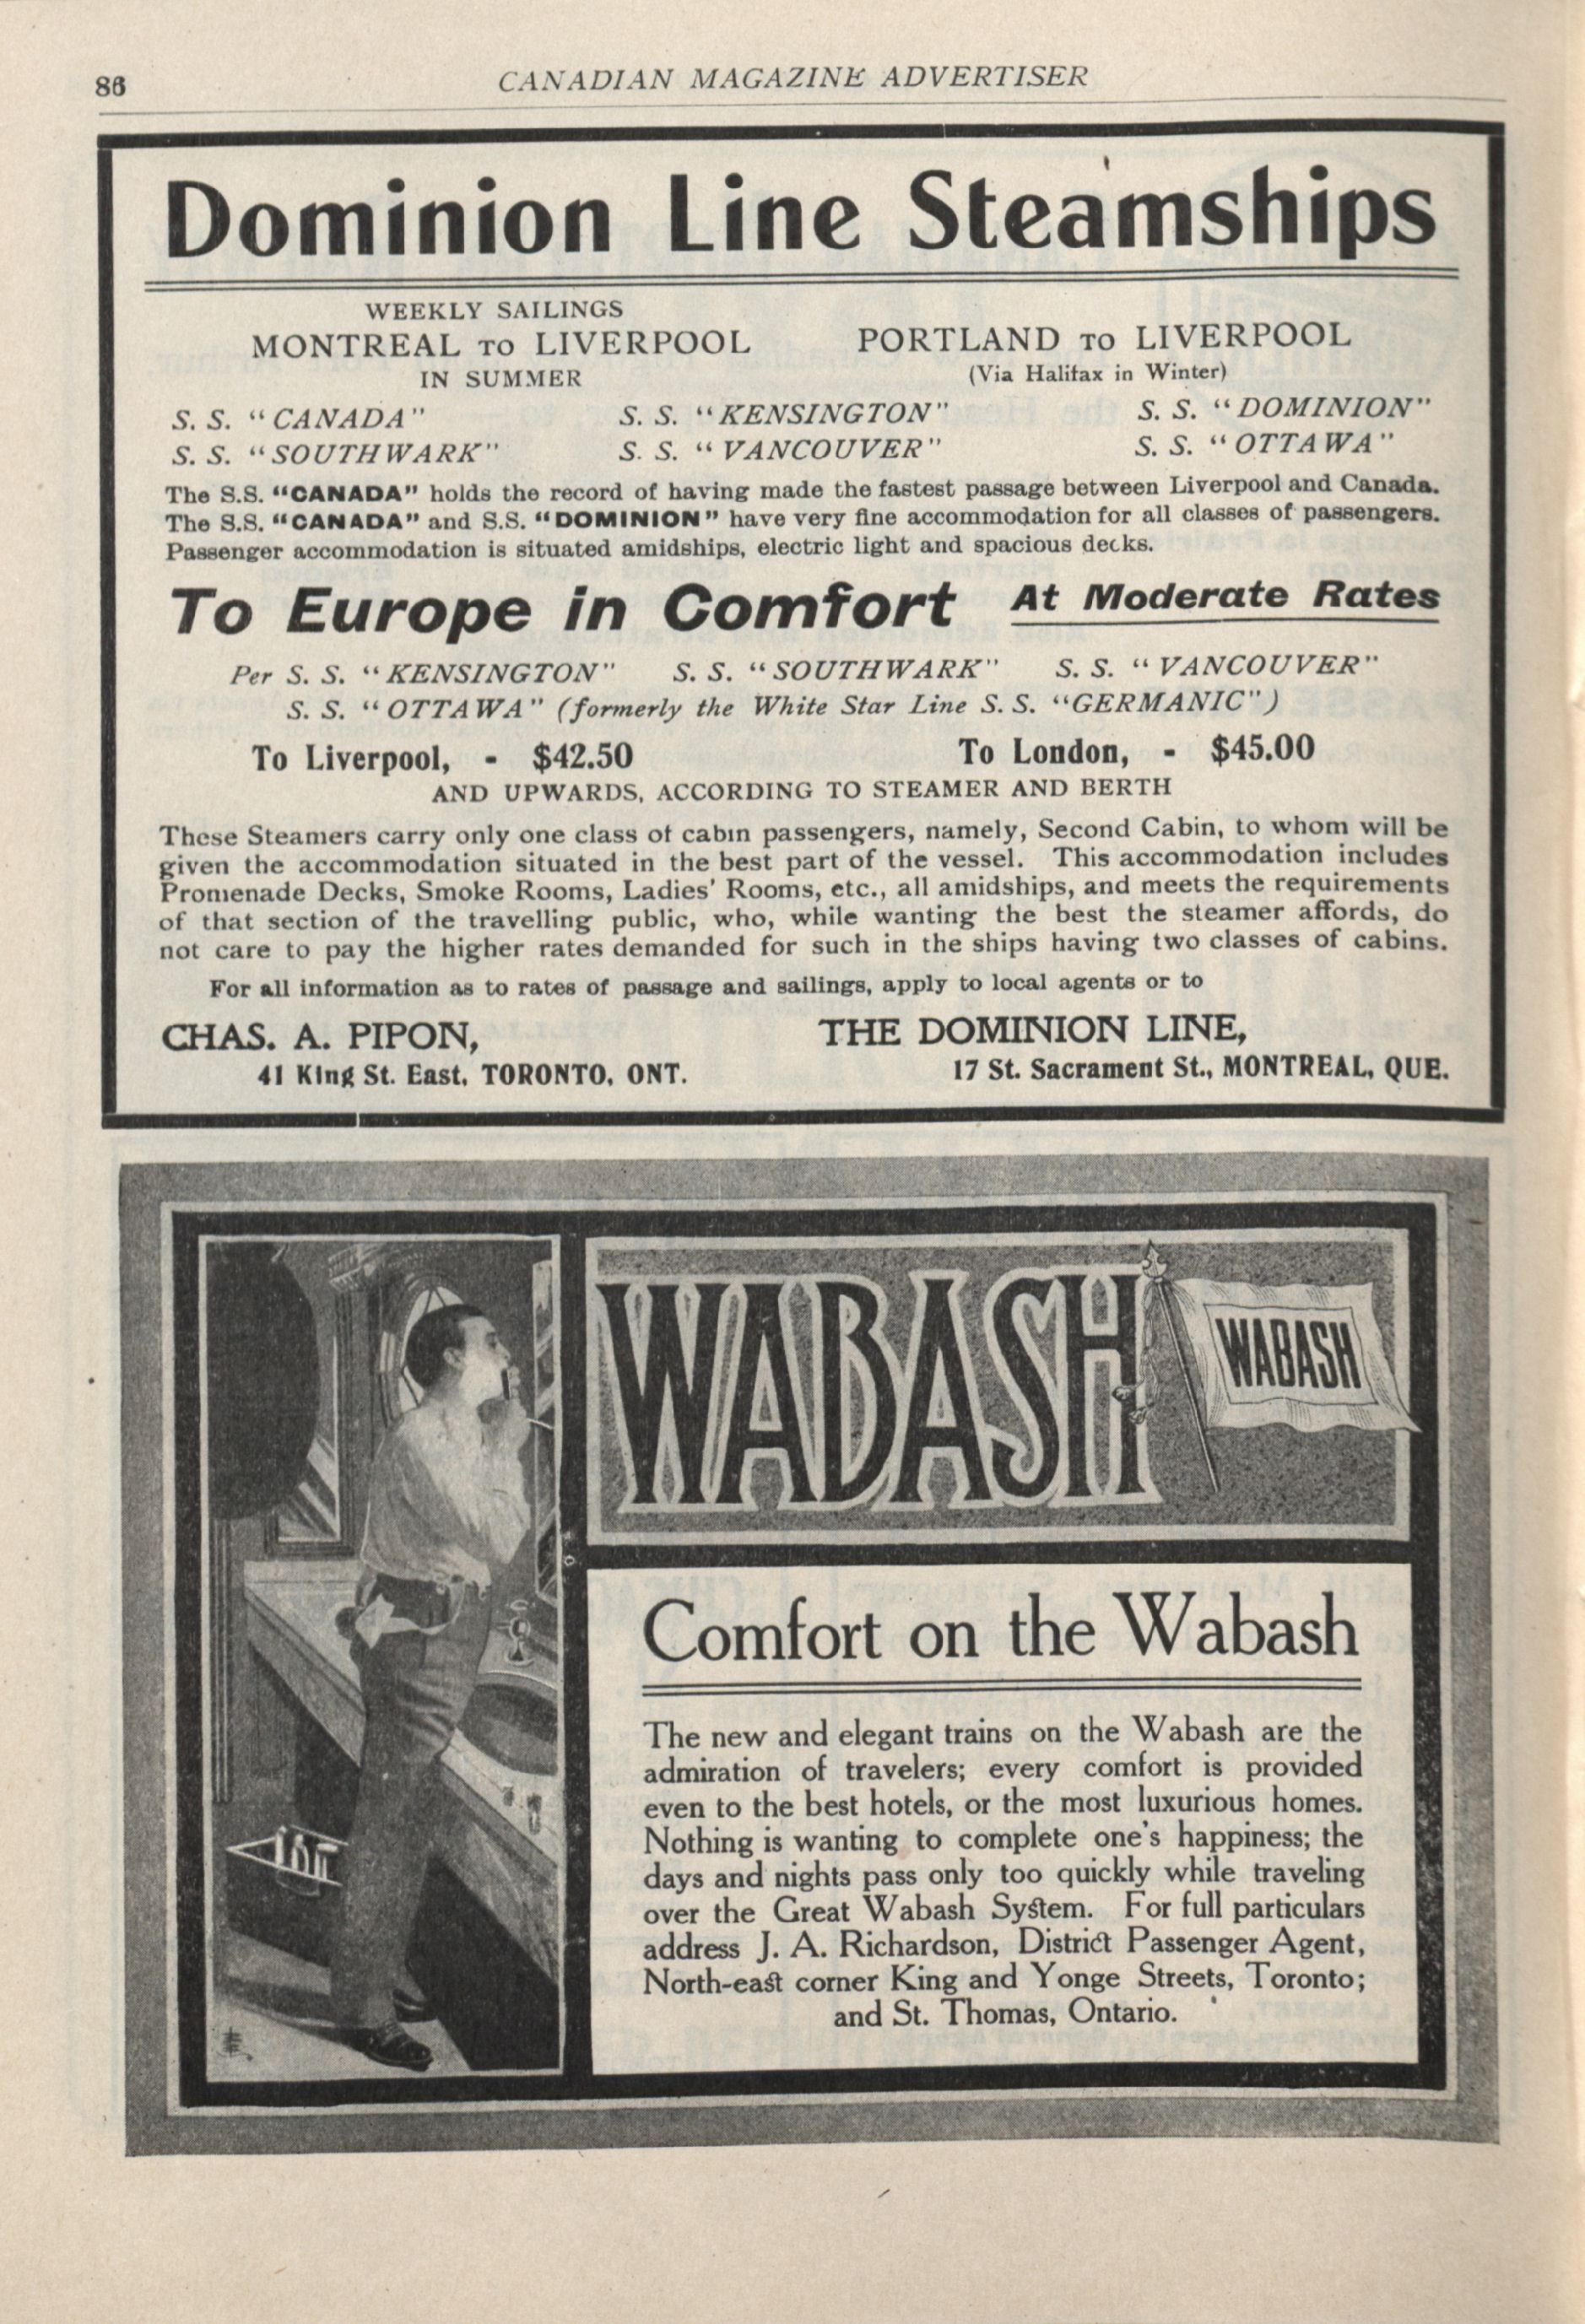 86
CANADIAN MAGAZINE ADVERTISER
Dominion Line Steamships
WEEKLY SAILINGS
MONTREAL TO LIVERPOOL
IN SUMMER
PORTLAND TO LIVERPOOL
(Via Halifax in Winter)
S. S. "CANADA" S. S. "KENSINGTON" S. S. "DOMINION"
S. S. "SOUTHWARK" S. S. "VANCOUVER" S. S. "OTTAWA"
The S.S. "CANADA" holds the record of having made the fastest passage between Liverpool and Canada.
The S.S. "CANADA" and S.S. "DOMINION" have very fine accommodation for all classes of passengers.
Passenger accommodation is situated amidships, electric light and spacious decks.
To Europe in Comfort At Moderate Rates
Per S. S. "KENSINGTON" S. S. "SOUTHWARK" S. S. "VANCOUVER"
S. S. "OTTAWA" (formerly the White Star Line S. S. "GERMANIC")
To Liverpool, - $42.50 To London, - $45.00
AND UPWARDS, ACCORDING TO STEAMER AND BERTH
These Steamers carry only one class of cabin passengers, namely, Second Cabin, to whom will be
given the accommodation situated in the best part of the vessel. This accommodation includes
Promenade Decks, Smoke Rooms, Ladies' Rooms, etc., all amidships, and meets the requirements
of that section of the travelling public, who, while wanting the best the steamer affords, do
not care to pay the higher rates demanded for such in the ships having two classes of cabins.
For all information as to rates of passage and sailings, apply to local agents or to
CHAS. A. PIPON,
41 King St. East, TORONTO, ONT.
THE DOMINION LINE,
17 St. Sacrament St., MONTREAL, QUE.
WABASH
WABASH
Comfort on the Wabash
The new and elegant trains on the Wabash are the
admiration of travelers; every comfort is provided
even to the best hotels, or the most luxurious homes.
Nothing is wanting to complete one's happiness; the
days and nights pass only too quickly while traveling
over the Great Wabash System. For full particulars
address J. A. Richardson, District Passenger Agent,
North-east corner King and Yonge Streets, Toronto;
and St. Thomas, Ontario.